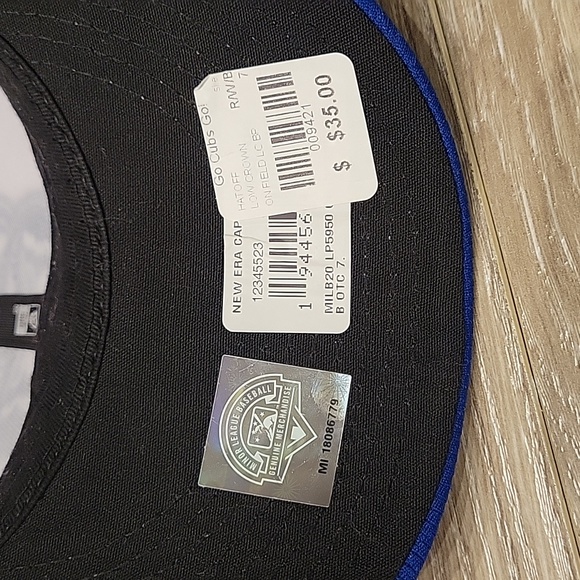 Go Cubs Go!
HATOFF
LOW CROWN
ONFIELD LC BP
R/W/B
7
009421
$ $35.00
NEW ERA CAP
12345523
1 94456
MILB20 LP5950
B OTC 7.
MINOR LEAGUE BASEBALL
GENUINE MERCHANDISE
MI 18086779